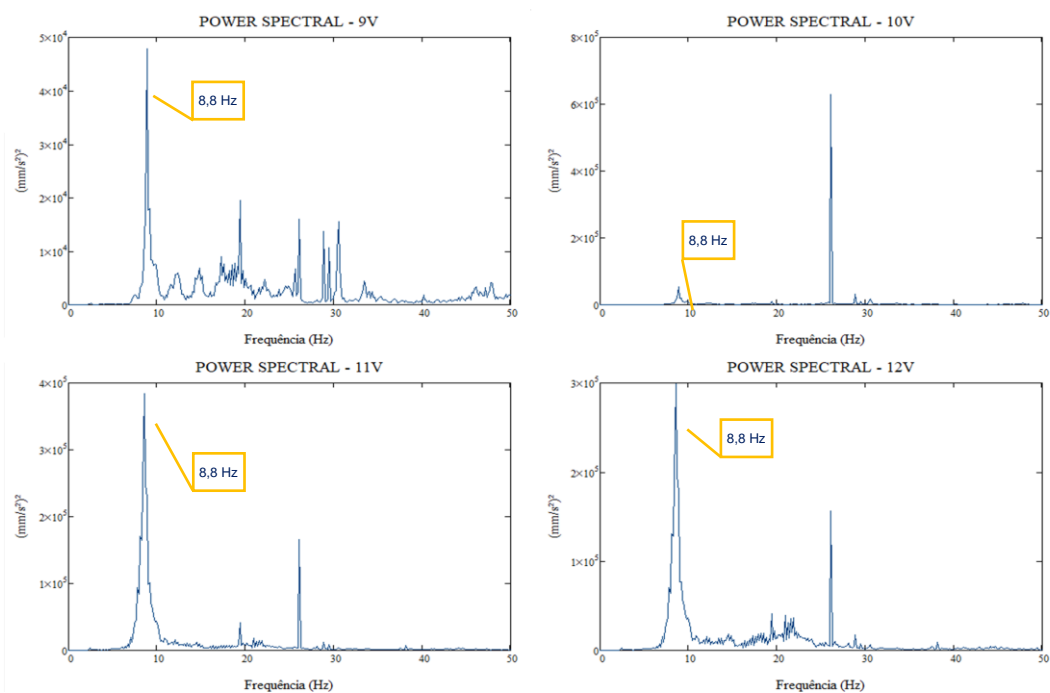 POWER SPECTRAL - 9V
5×10⁴
4×10⁴
3×10⁴
2×10⁴
1×10⁴
0
(mm/s²)²
8,8 Hz
0 10 20 30 40 50
Frequência (Hz)
POWER SPECTRAL - 10V
8×10⁵
6×10⁵
4×10⁵
2×10⁵
0
(mm/s²)²
8,8 Hz
0 10 20 30 40 50
Frequência (Hz)
POWER SPECTRAL - 11V
4×10⁵
3×10⁵
2×10⁵
1×10⁵
0
(mm/s²)²
8,8 Hz
0 10 20 30 40 50
Frequência (Hz)
POWER SPECTRAL - 12V
3×10⁵
2×10⁵
1×10⁵
0
(mm/s²)²
8,8 Hz
0 10 20 30 40 50
Frequência (Hz)